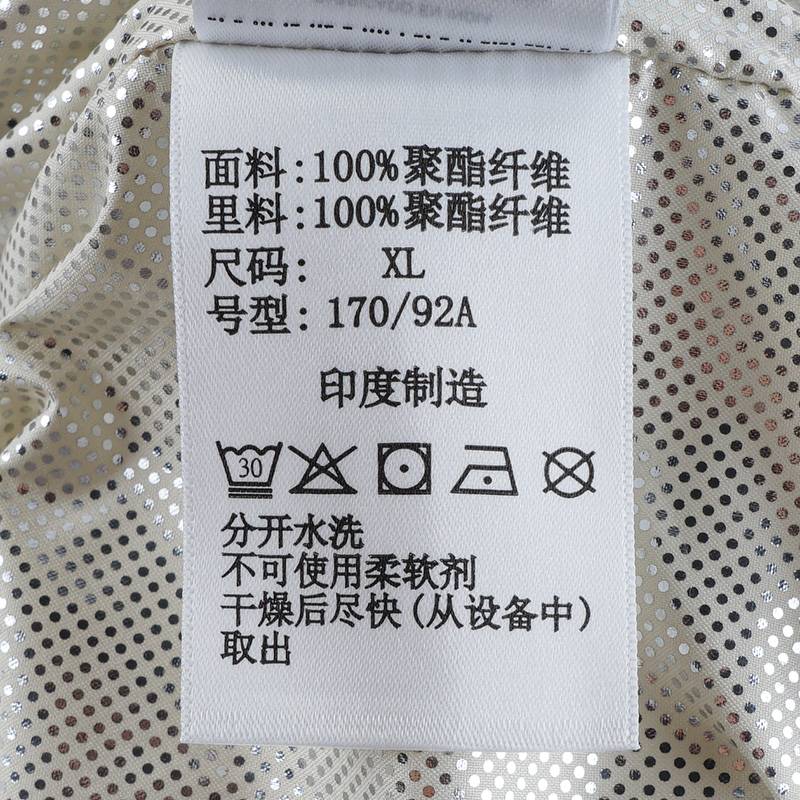 面料:100%聚酯纤维
里料:100%聚酯纤维
尺码: XL
号型: 170/92A
印度制造
30
分开水洗
不可使用柔软剂
干燥后尽快(从设备中)
取出